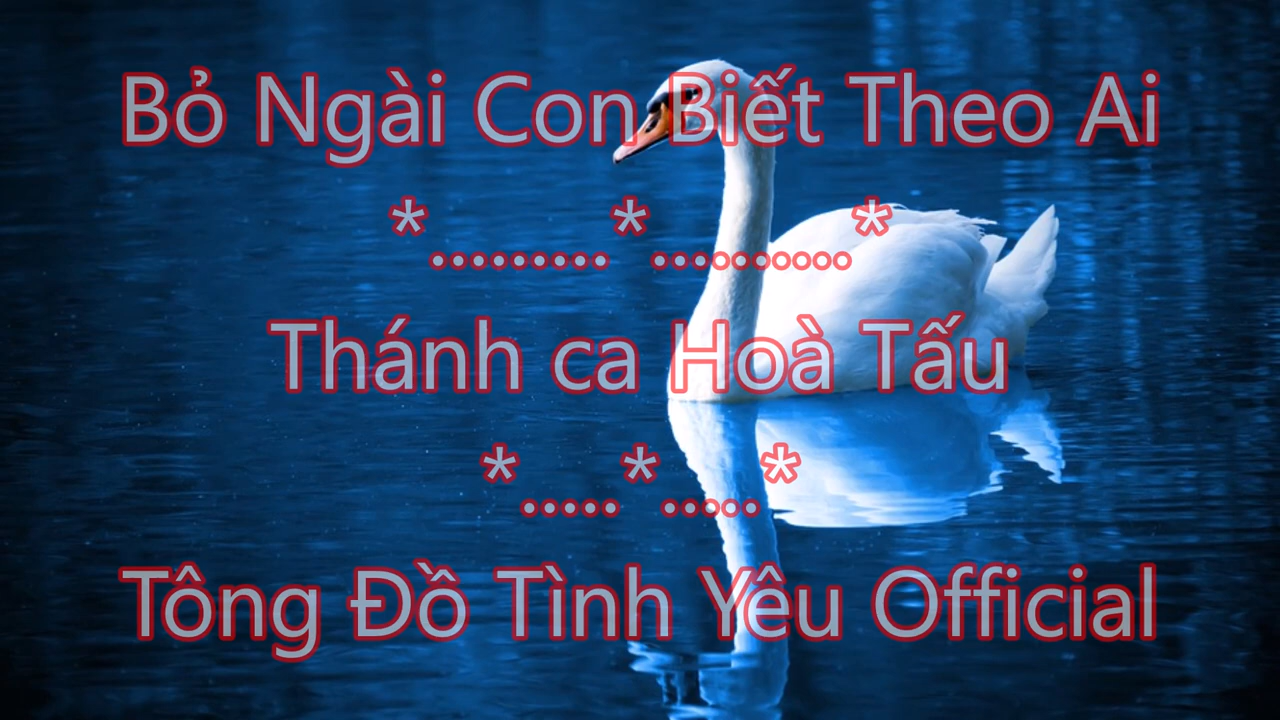 Bỏ Ngài Con Biết Theo Ai
*.........*..........*
Thánh ca Hoà Tấu
*.....*.....*
Tông Đồ Tình Yêu Official